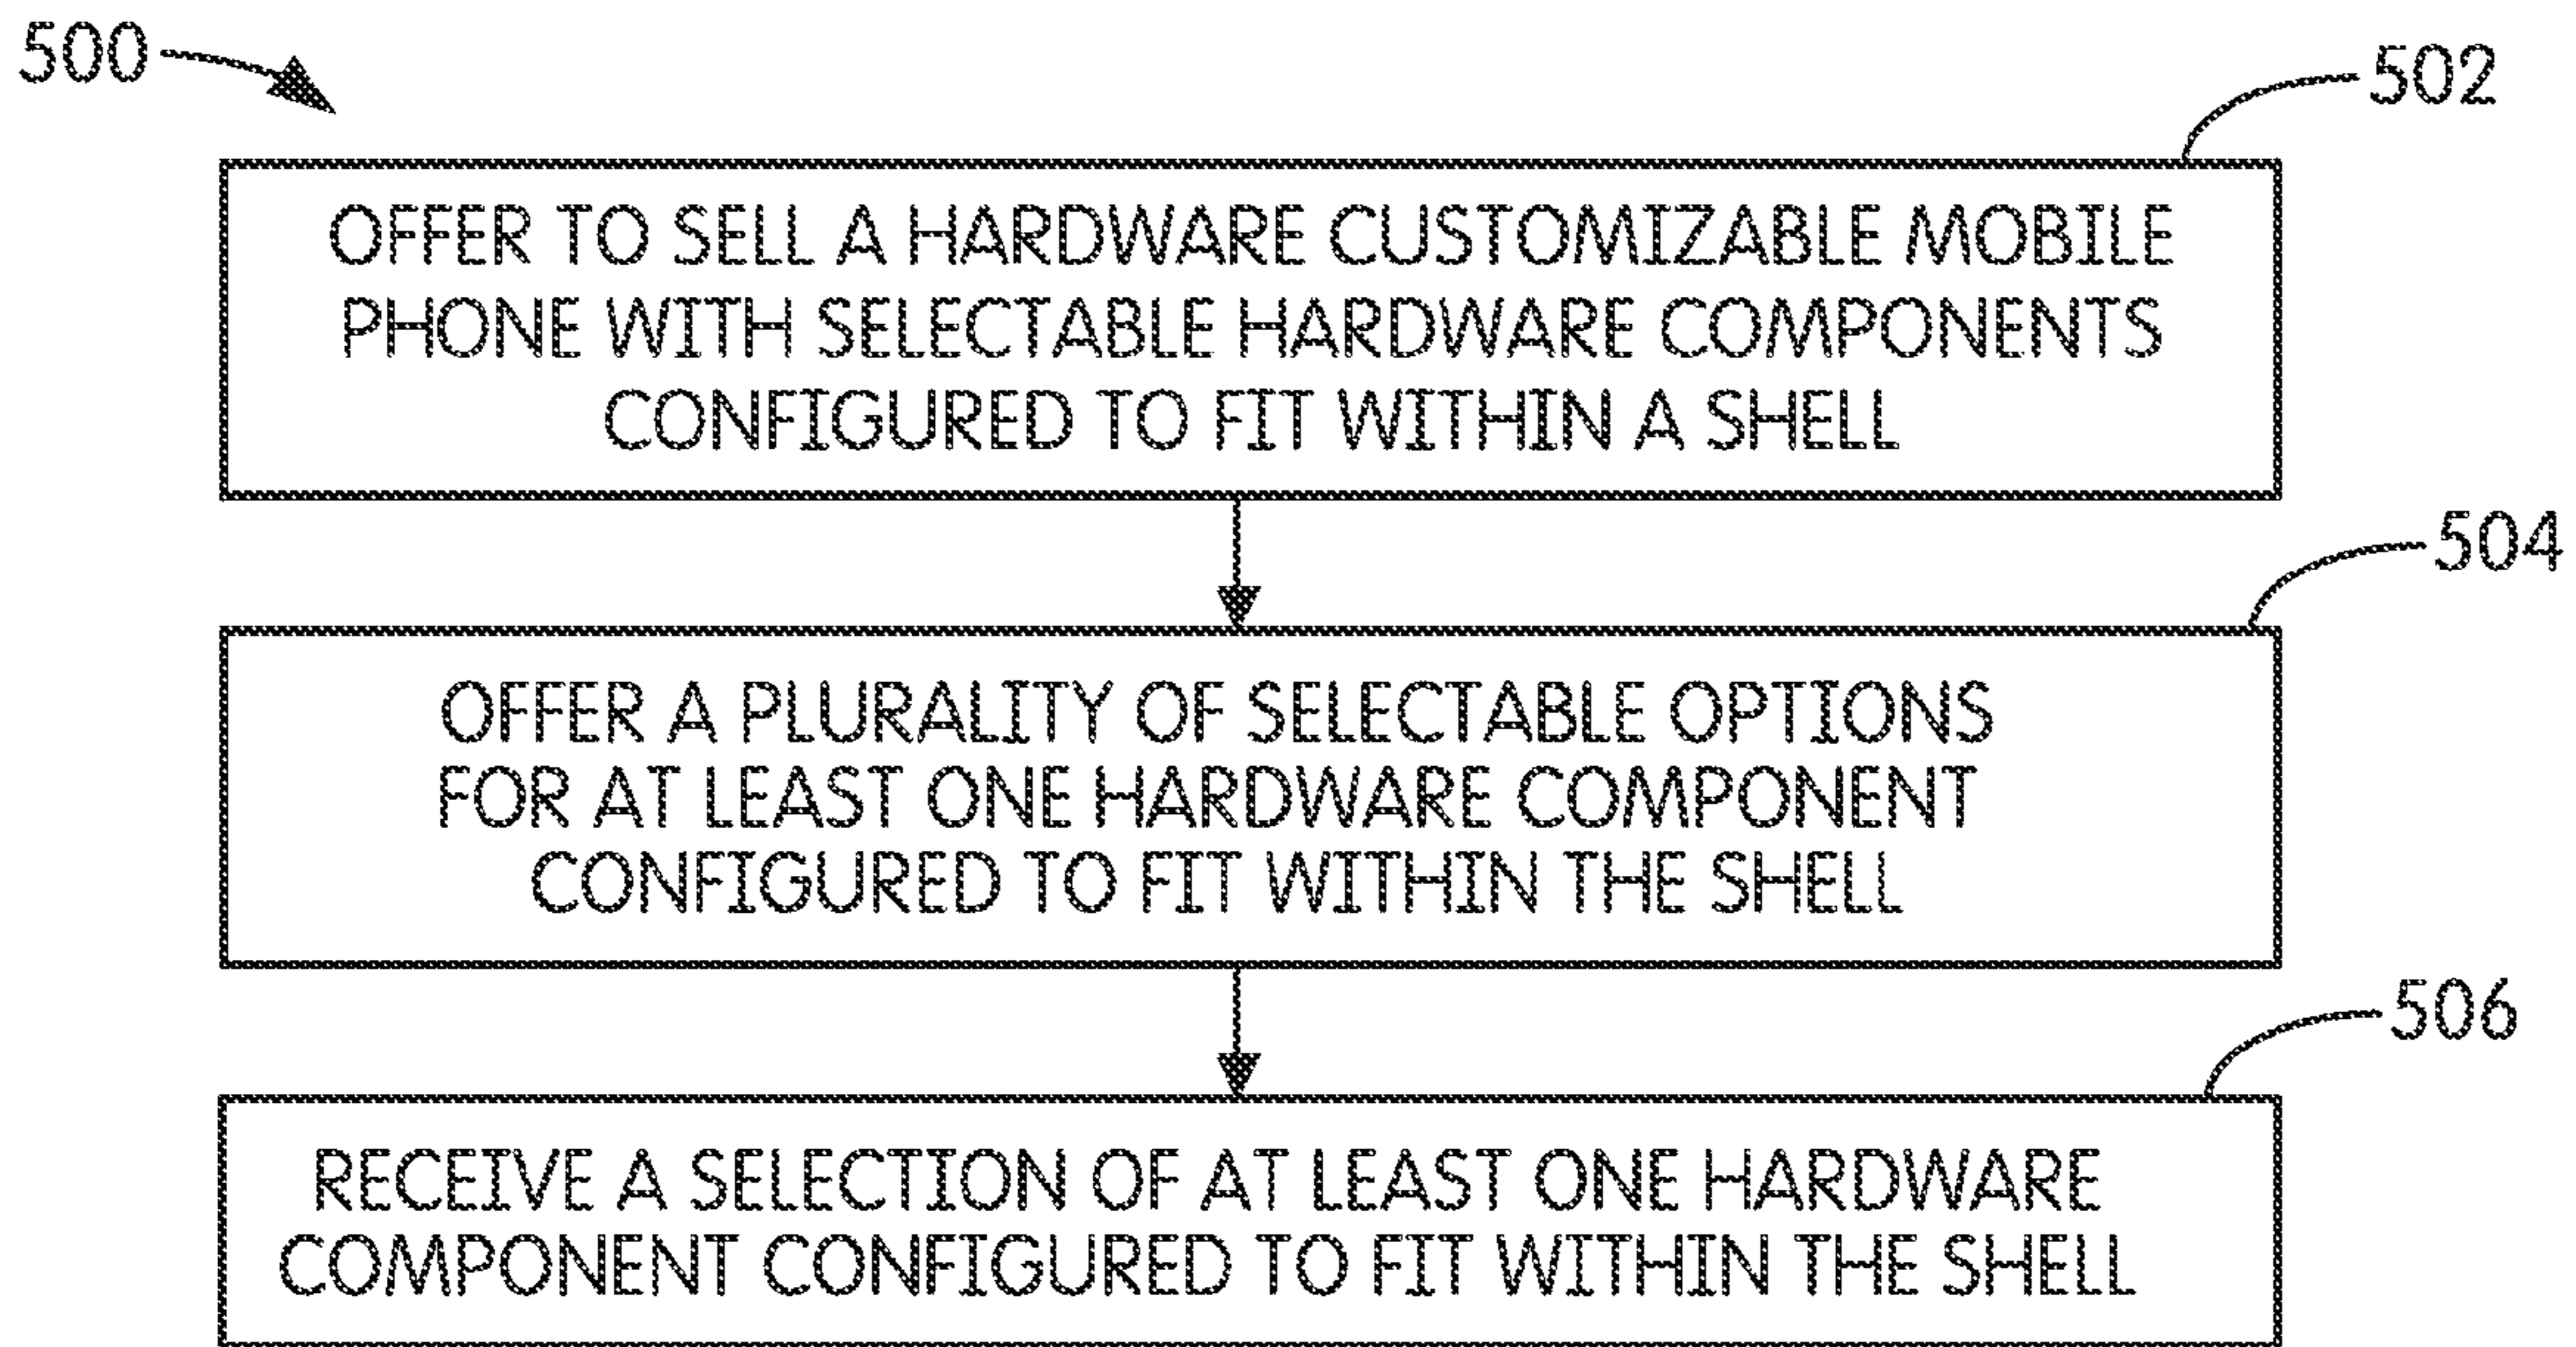 500
502
OFFER TO SELL A HARDWARE CUSTOMIZABLE MOBILE
PHONE WITH SELECTABLE HARDWARE COMPONENTS
CONFIGURED TO FIT WITHIN A SHELL
504
OFFER A PLURALITY OF SELECTABLE OPTIONS
FOR AT LEAST ONE HARDWARE COMPONENT
CONFIGURED TO FIT WITHIN THE SHELL
506
RECEIVE A SELECTION OF AT LEAST ONE HARDWARE
COMPONENT CONFIGURED TO FIT WITHIN THE SHELL